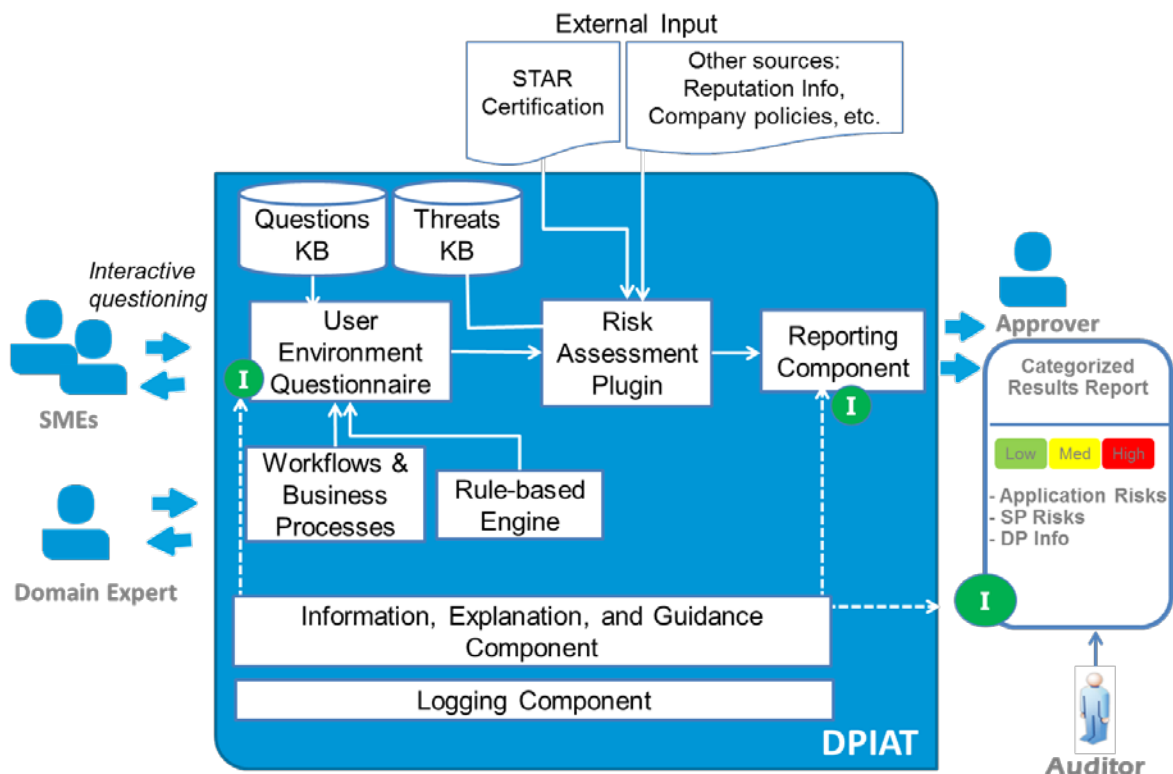 External Input
STAR
Certification
Other sources:
Reputation Info,
Company policies, etc.
Questions
KB
Threats
KB
Interactive
questioning
SMEs
User
Environment
Questionnaire
I
Risk
Assessment
Plugin
Reporting
Component
I
Approver
Categorized
Results Report
Low Med High
- Application Risks
- SP Risks
- DP Info
I
Workflows &
Business
Processes
Rule-based
Engine
Domain Expert
Information, Explanation, and Guidance
Component
Logging Component
DPIAT
Auditor